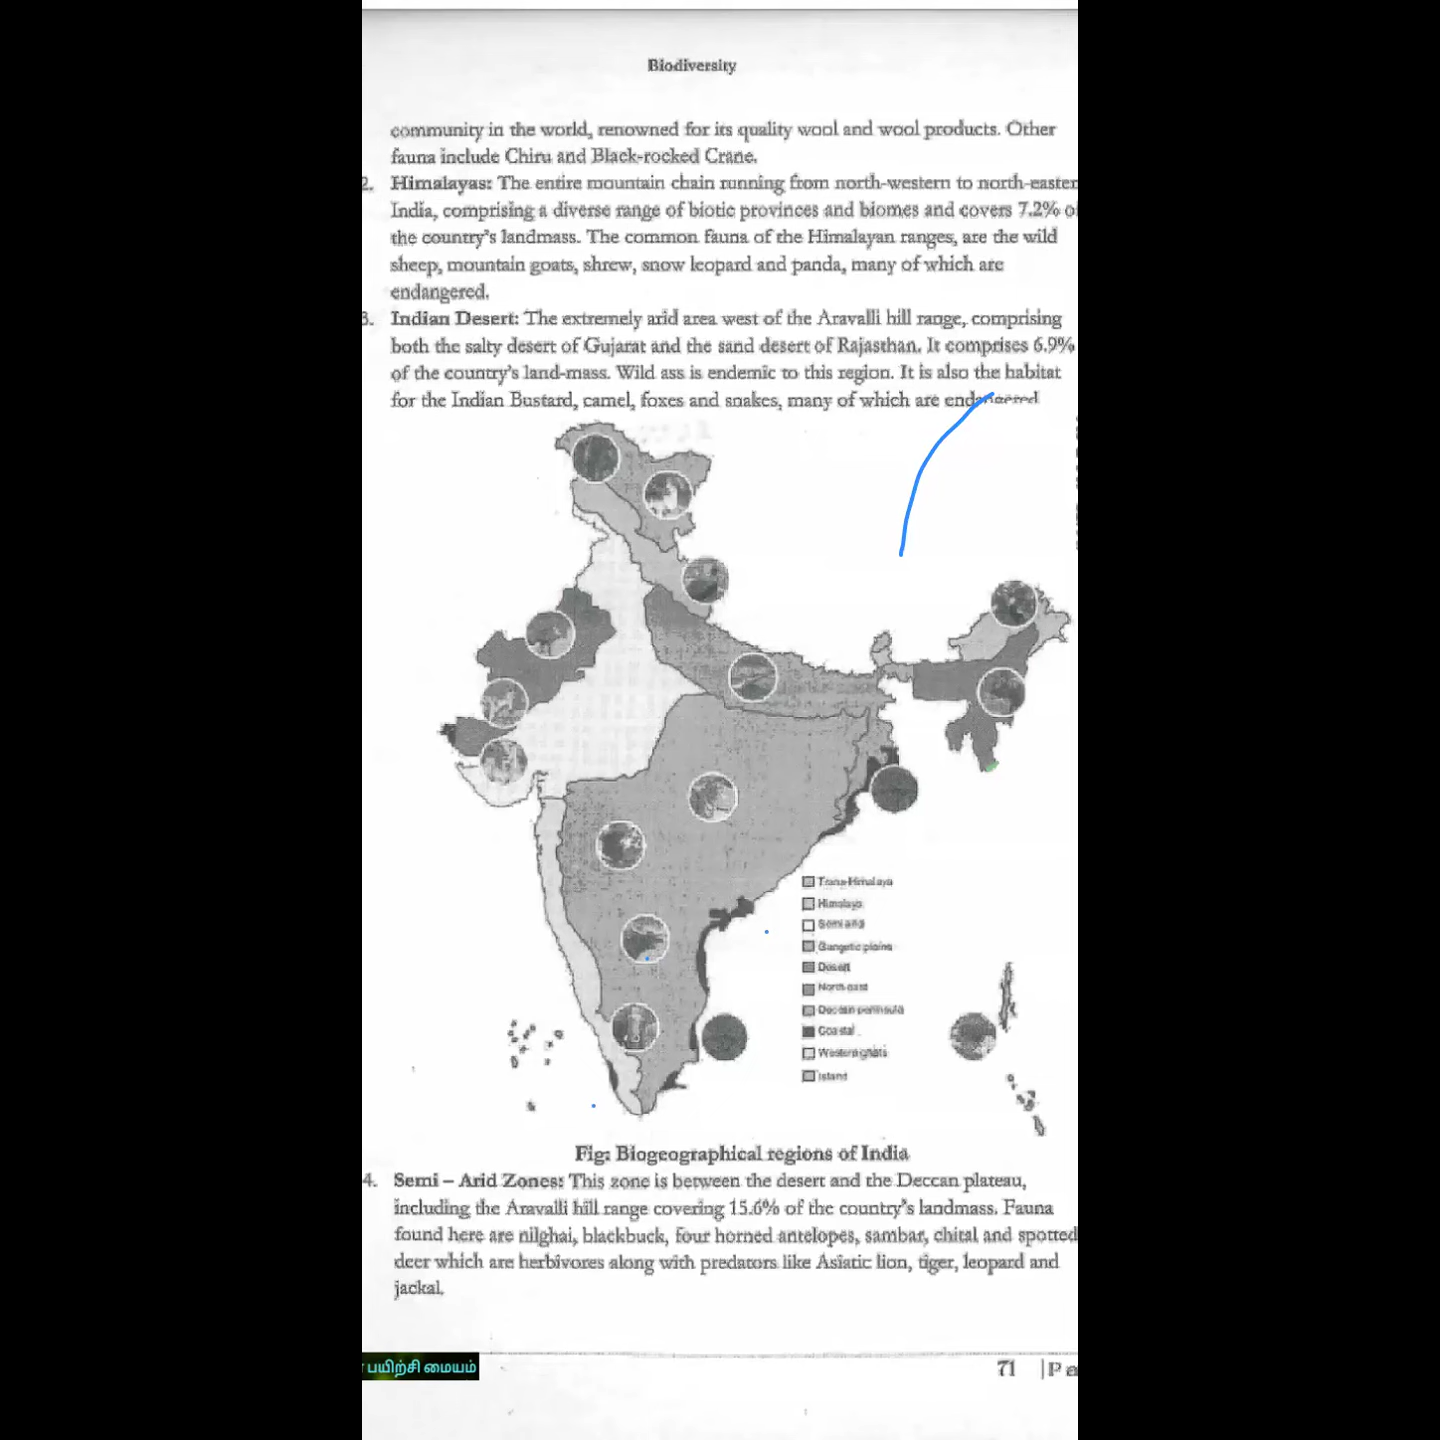 Biodiversity
community in the world, renowned for its quality wool and wool products. Other
fauna include Chiru and Black-rocked Crane.
2. Himalayas: The entire mountain chain running from north-western to north-easter
India, comprising a diverse range of biotic provinces and biomes and covers 7.2% o
the country's landmass. The common fauna of the Himalayan ranges, are the wild
sheep, mountain goats, shrew, snow leopard and panda, many of which are
endangered.
3. Indian Desert: The extremely arid area west of the Aravalli hill range, comprising
both the salty desert of Gujarat and the sand desert of Rajasthan. It comprises 6.9%
of the country's land-mass. Wild ass is endemic to this region. It is also the habitat
for the Indian Bustard, camel, foxes and snakes, many of which are endangered
Trans-Himalaya
Himalaya
Semi arid
Gangetic plains
Desert
North-east
Deccan peninsula
Coastal
Western ghats
Island
Fig: Biogeographical regions of India
4. Semi – Arid Zones: This zone is between the desert and the Deccan plateau,
including the Aravalli hill range covering 15.6% of the country's landmass. Fauna
found here are nilghai, blackbuck, four horned antelopes, sambar, chital and spotted
deer which are herbivores along with predators like Asiatic lion, tiger, leopard and
jackal.
பயிற்சி மையம்
71 | P a